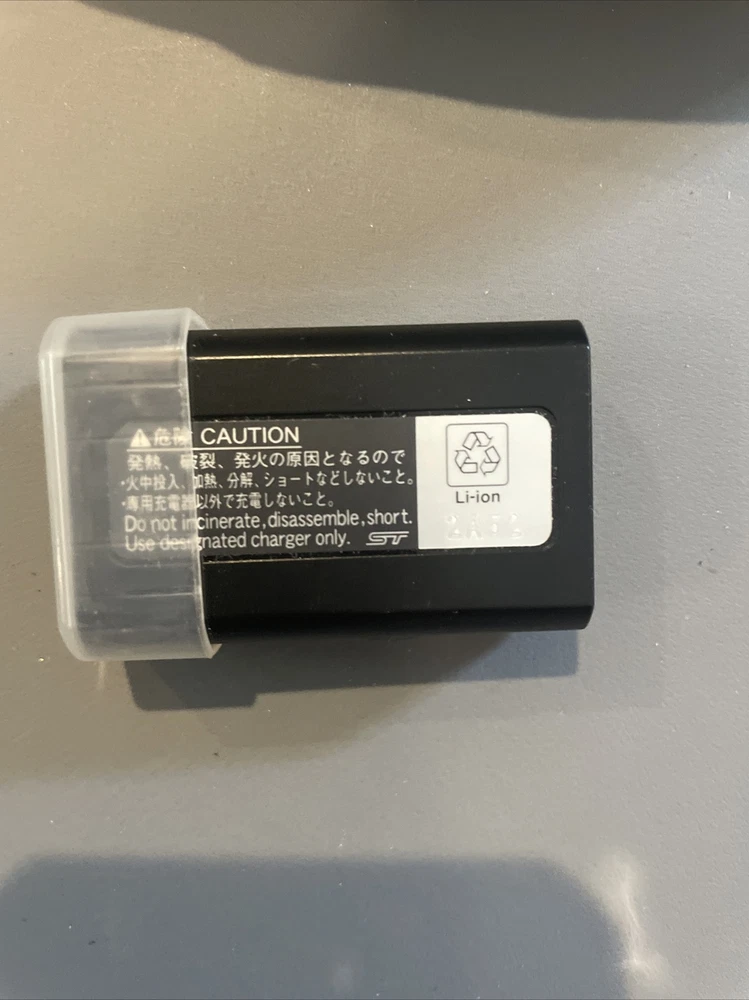 ⚠危険 CAUTION
発熱、破裂、発火の原因となるので
・火中投入、加熱、分解、ショートなどしないこと。
・専用充電器以外で充電しないこと。
Do not incinerate,disassemble,short.
Use designated charger only. ST
Li-ion